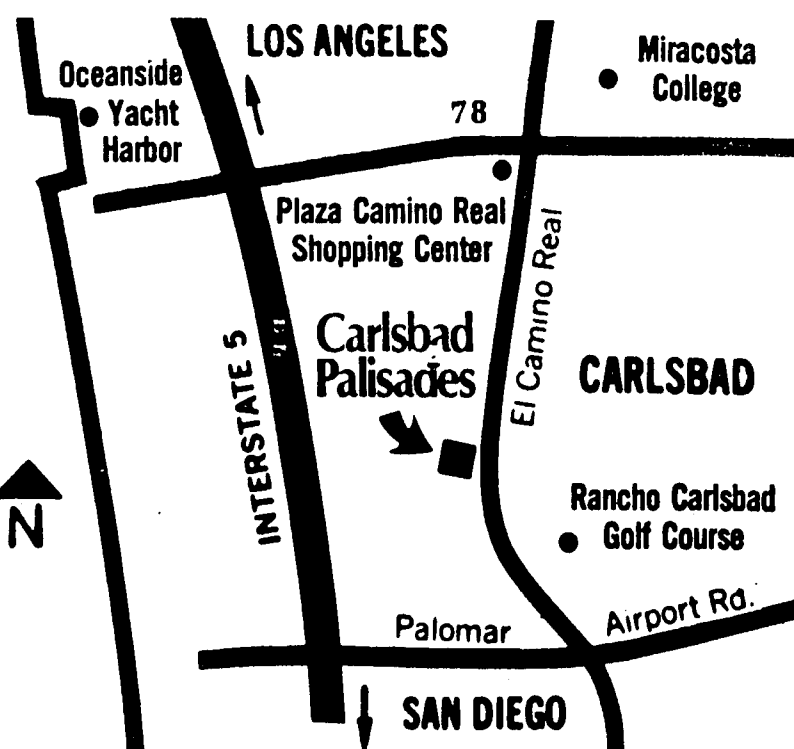 LOS ANGELES
Miracosta
College
Oceanside
Yacht
Harbor
78
Plaza Camino Real
Shopping Center
El Camino Real
Carlsbad
Palisades
INTERSTATE 5
CARLSBAD
N
Rancho Carlsbad
Golf Course
Palomar Airport Rd.
SAN DIEGO